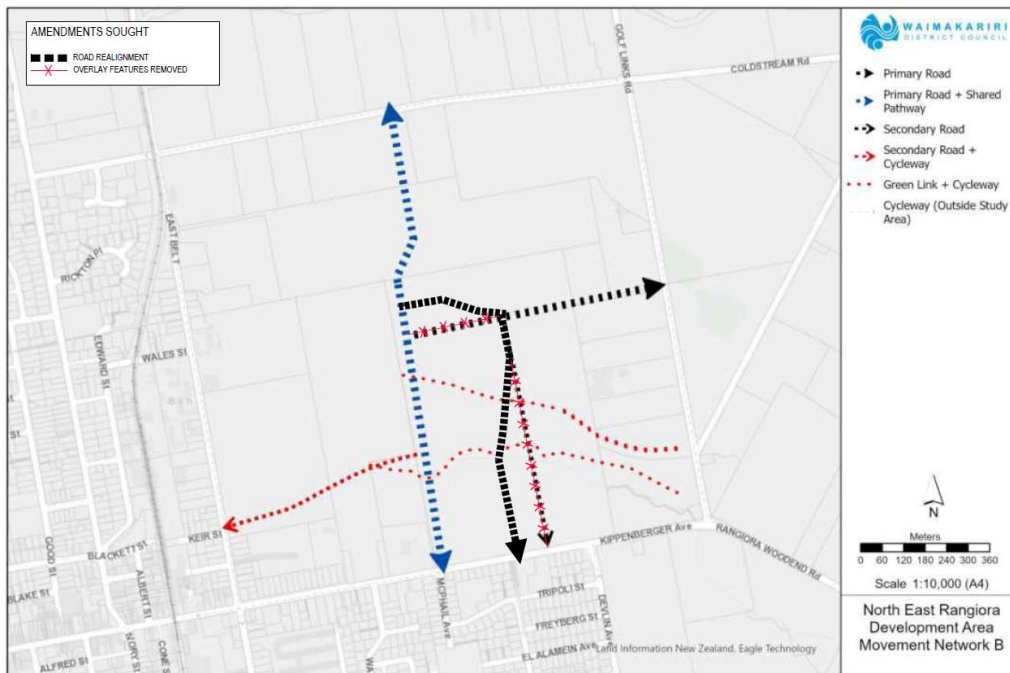 AMENDMENTS SOUGHT
ROAD REALIGNMENT
OVERLAY FEATURES REMOVED
GOLF LINKS Rd
COLDSTREAM Rd
EAST BELT
RICKTON Pl
EDWARD ST
WALES ST
KEIR ST
BLACKETT ST
GOOD ST
BLAKE ST
ALBERT ST
ALFRED St
IVORY ST
CONE S
MCPHAIL Ave
KIPPENBERGER Ave
RANGIORA WOODEND Rd
TRIPOLI ST
DEVLIN AVE
FREYBERG ST
EL ALAMEIN Ave
WA
St
Land Information New Zealand, Eagle Technology
WAIMAKARIRI
DISTRICT COUNCIL
Primary Road
Primary Road + Shared
Pathway
Secondary Road
Secondary Road +
Cycleway
Green Link + Cycleway
Cycleway (Outside Study
Area)
N
Meters
0 60 120 180 240 300 360
Scale 1:10,000 (A4)
North East Rangiora
Development Area
Movement Network B